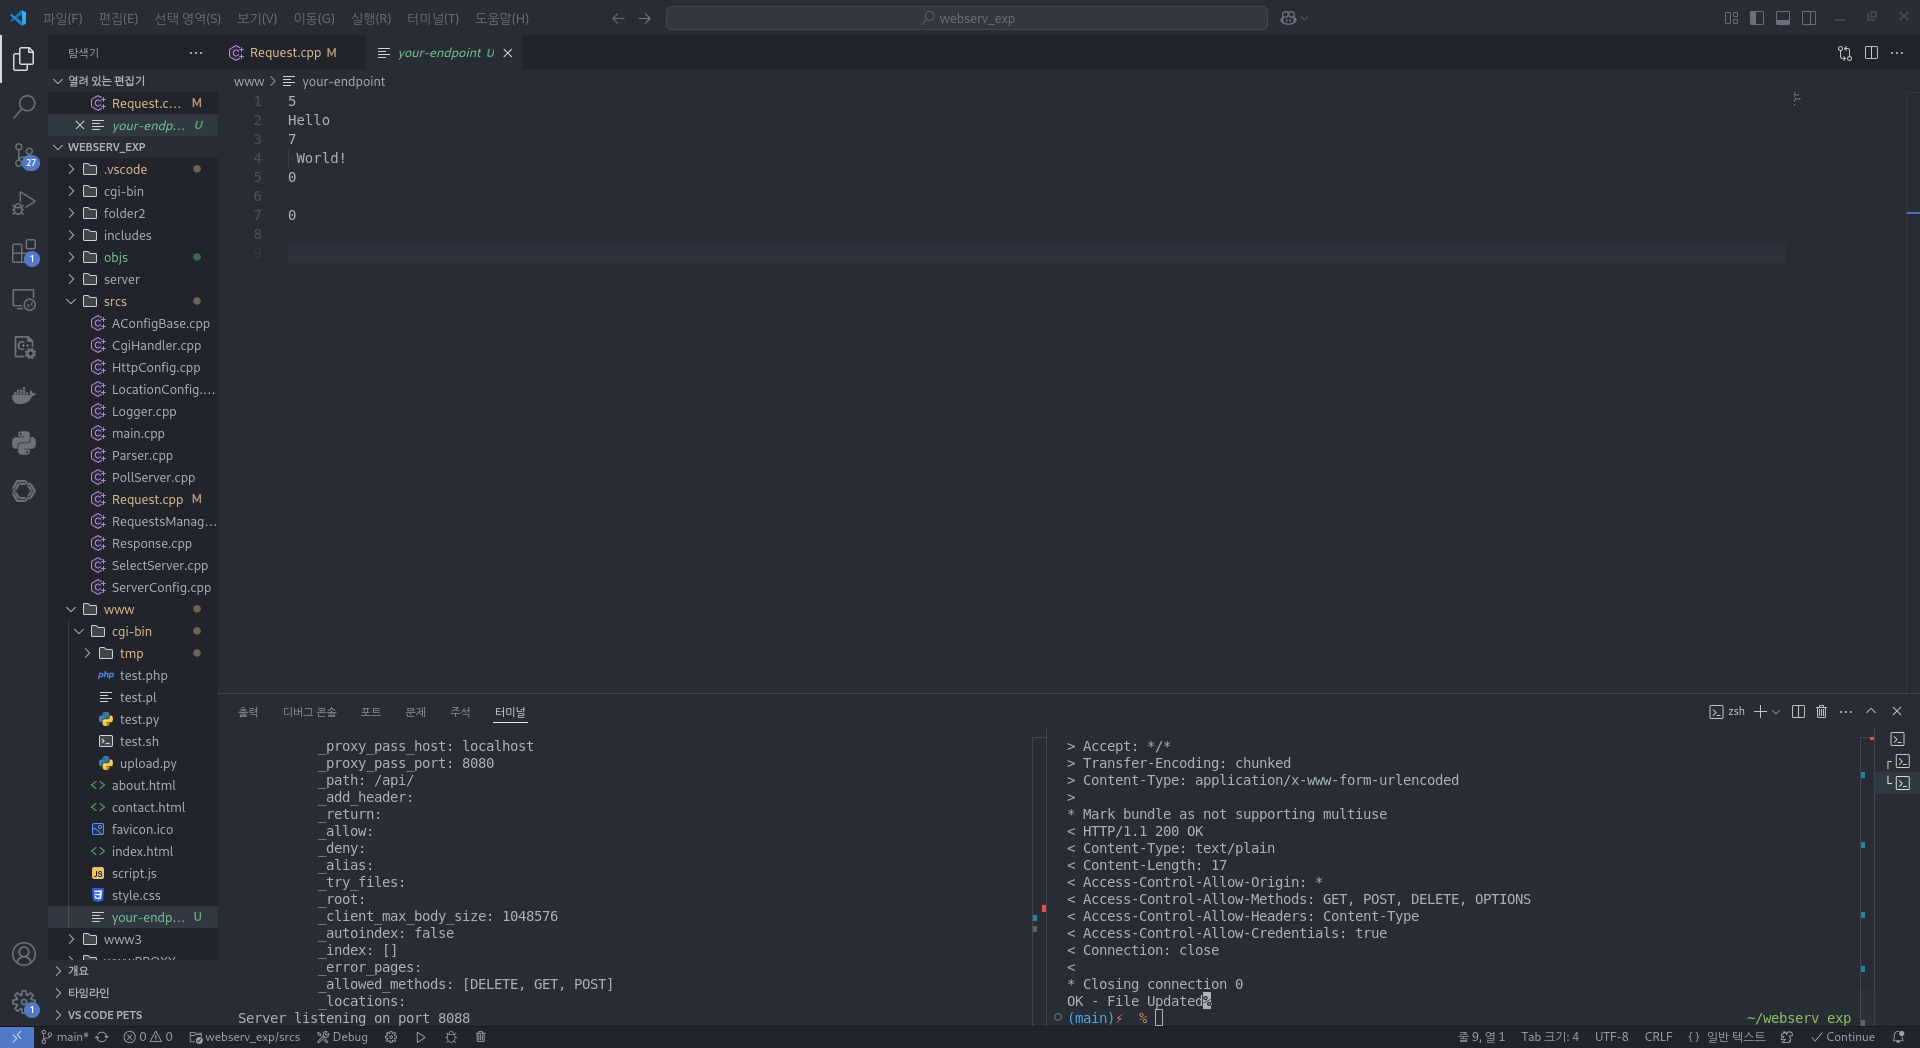 파일(F) 편집(E) 선택 영역(S) 보기(V) 이동(G) 실행(R) 터미널(T) 도움말(H)
webserv_exp
탐색기
열려 있는 편집기
Request.c... M
your-endp... U
WEBSERV_EXP
.vscode
cgi-bin
folder2
includes
objs
server
srcs
AConfigBase.cpp
CgiHandler.cpp
HttpConfig.cpp
LocationConfig....
Logger.cpp
main.cpp
Parser.cpp
PollServer.cpp
Request.cpp M
RequestsManag...
Response.cpp
SelectServer.cpp
ServerConfig.cpp
www
cgi-bin
tmp
php test.php
test.pl
test.py
test.sh
upload.py
about.html
contact.html
favicon.ico
index.html
JS script.js
style.css
your-endp... U
www3
개요
타임라인
VS CODE PETS
27
1
1
Request.cpp M
your-endpoint U
www > your-endpoint
1 5
2 Hello
3 7
4  World!
5 0
6
7 0
8
9
출력 디버그 콘솔 포트 문제 주석 터미널
zsh
_proxy_pass_host: localhost
_proxy_pass_port: 8080
_path: /api/
_add_header:
_return:
_allow:
_deny:
_alias:
_try_files:
_root:
_client_max_body_size: 1048576
_autoindex: false
_index: []
_error_pages:
_allowed_methods: [DELETE, GET, POST]
_locations:
Server listening on port 8088
> Accept: */*
> Transfer-Encoding: chunked
> Content-Type: application/x-www-form-urlencoded
>
* Mark bundle as not supporting multiuse
< HTTP/1.1 200 OK
< Content-Type: text/plain
< Content-Length: 17
< Access-Control-Allow-Origin: *
< Access-Control-Allow-Methods: GET, POST, DELETE, OPTIONS
< Access-Control-Allow-Headers: Content-Type
< Access-Control-Allow-Credentials: true
< Connection: close
<
* Closing connection 0
OK - File Updated%
(main)⚡ % ~/webserv_exp
main* 0 0 webserv_exp/srcs Debug
줄 9, 열 1 Tab 크기: 4 UTF-8 CRLF {} 일반 텍스트 Continue